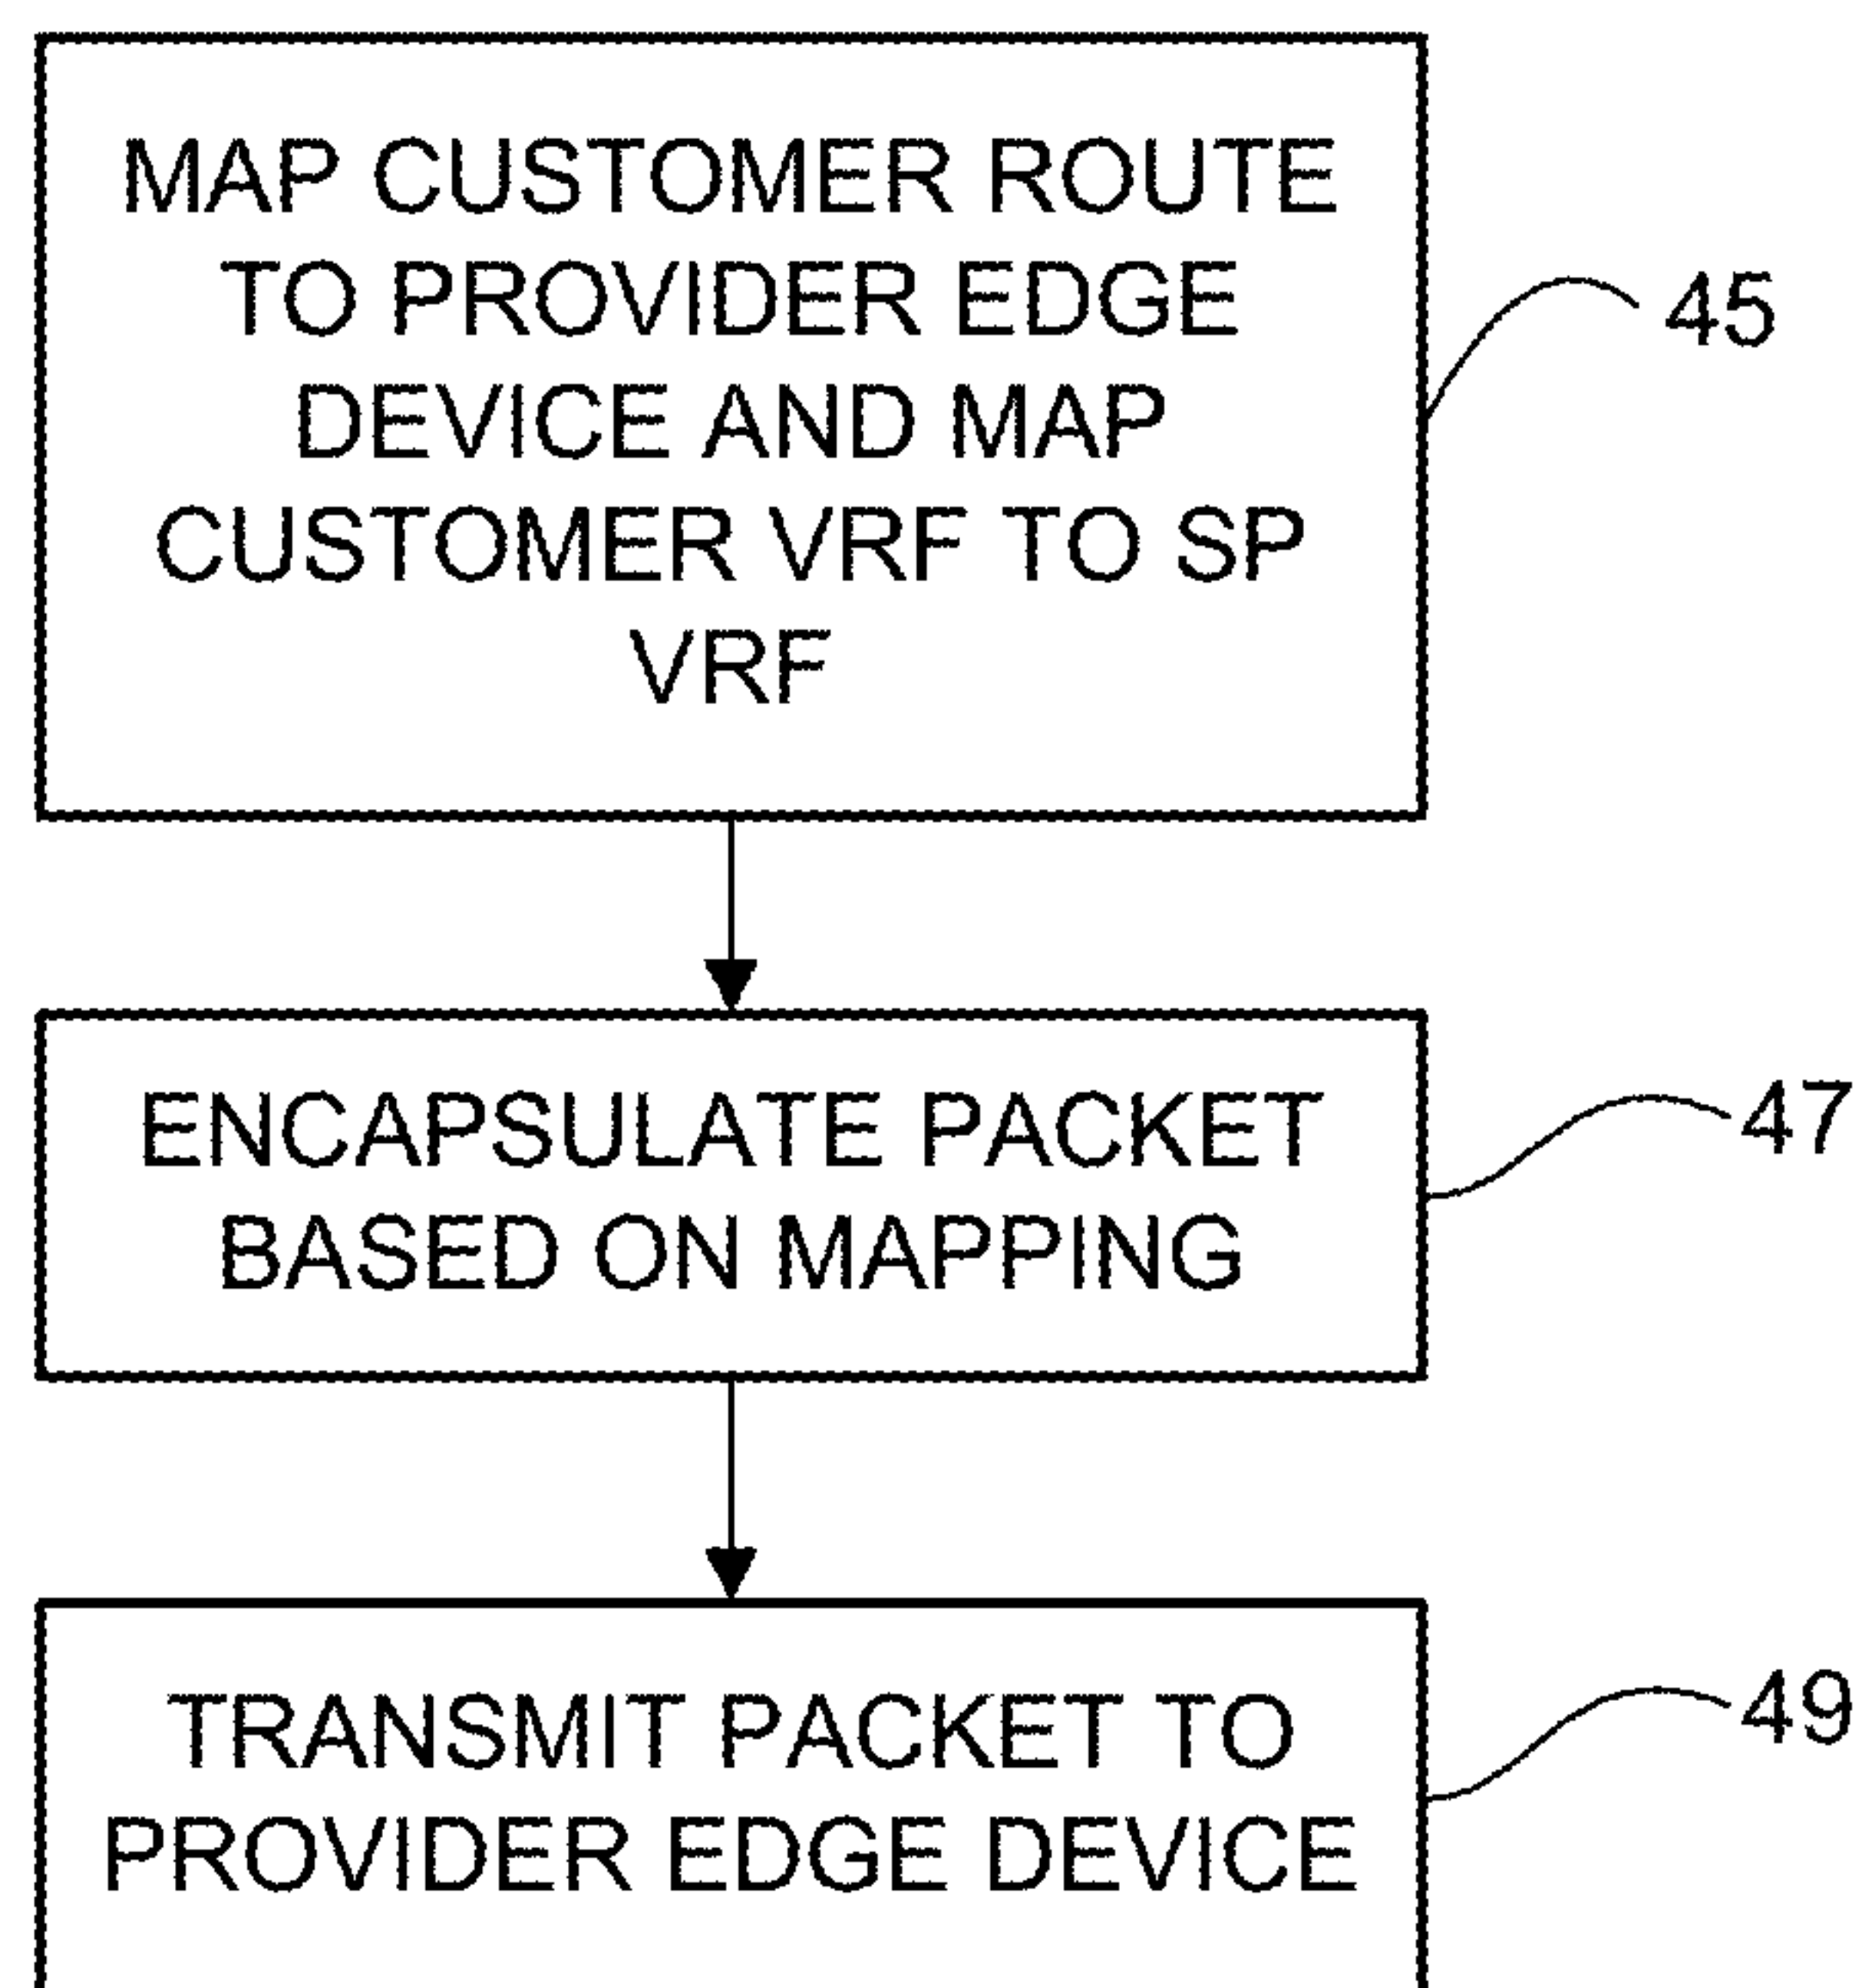 MAP CUSTOMER ROUTE
TO PROVIDER EDGE
DEVICE AND MAP
CUSTOMER VRF TO SP
VRF
45
ENCAPSULATE PACKET
BASED ON MAPPING
47
TRANSMIT PACKET TO
PROVIDER EDGE DEVICE
49